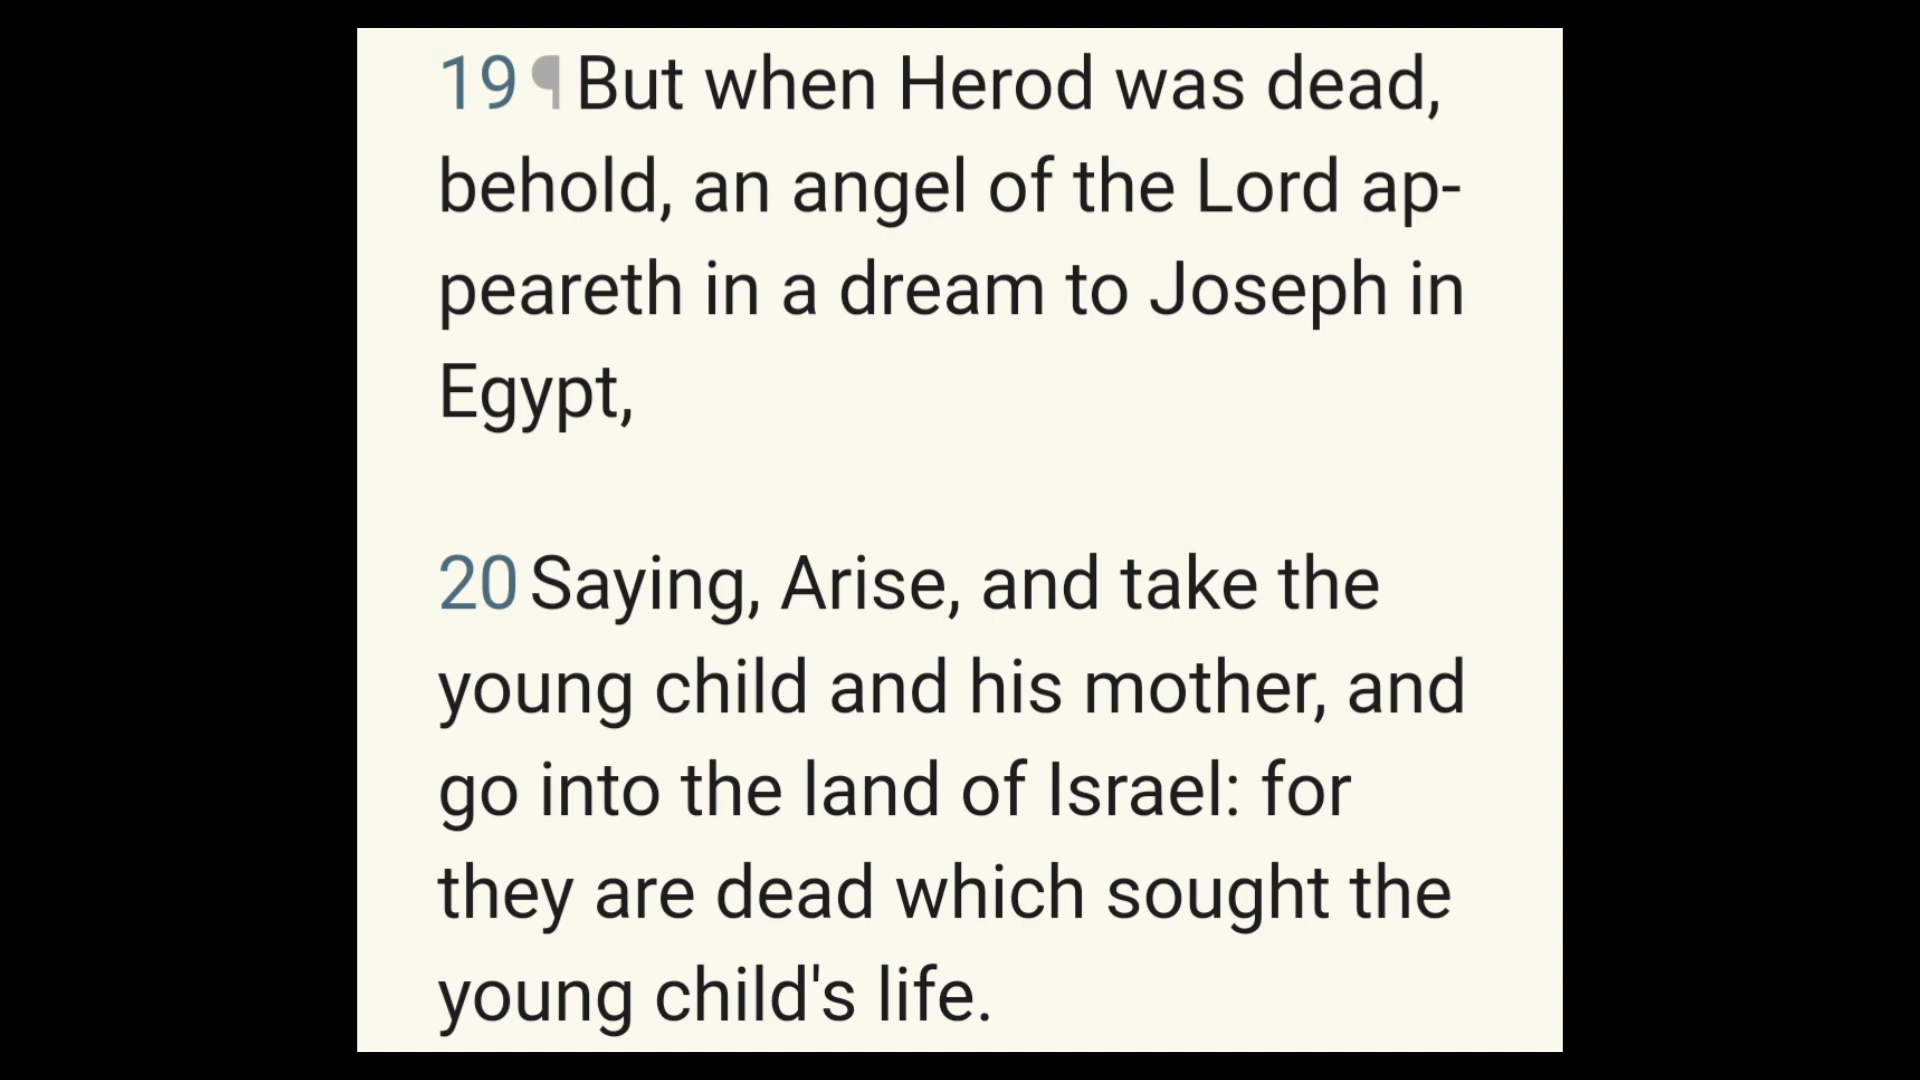 19 ¶ But when Herod was dead,
behold, an angel of the Lord ap-
peareth in a dream to Joseph in
Egypt,
20 Saying, Arise, and take the
young child and his mother, and
go into the land of Israel: for
they are dead which sought the
young child's life.